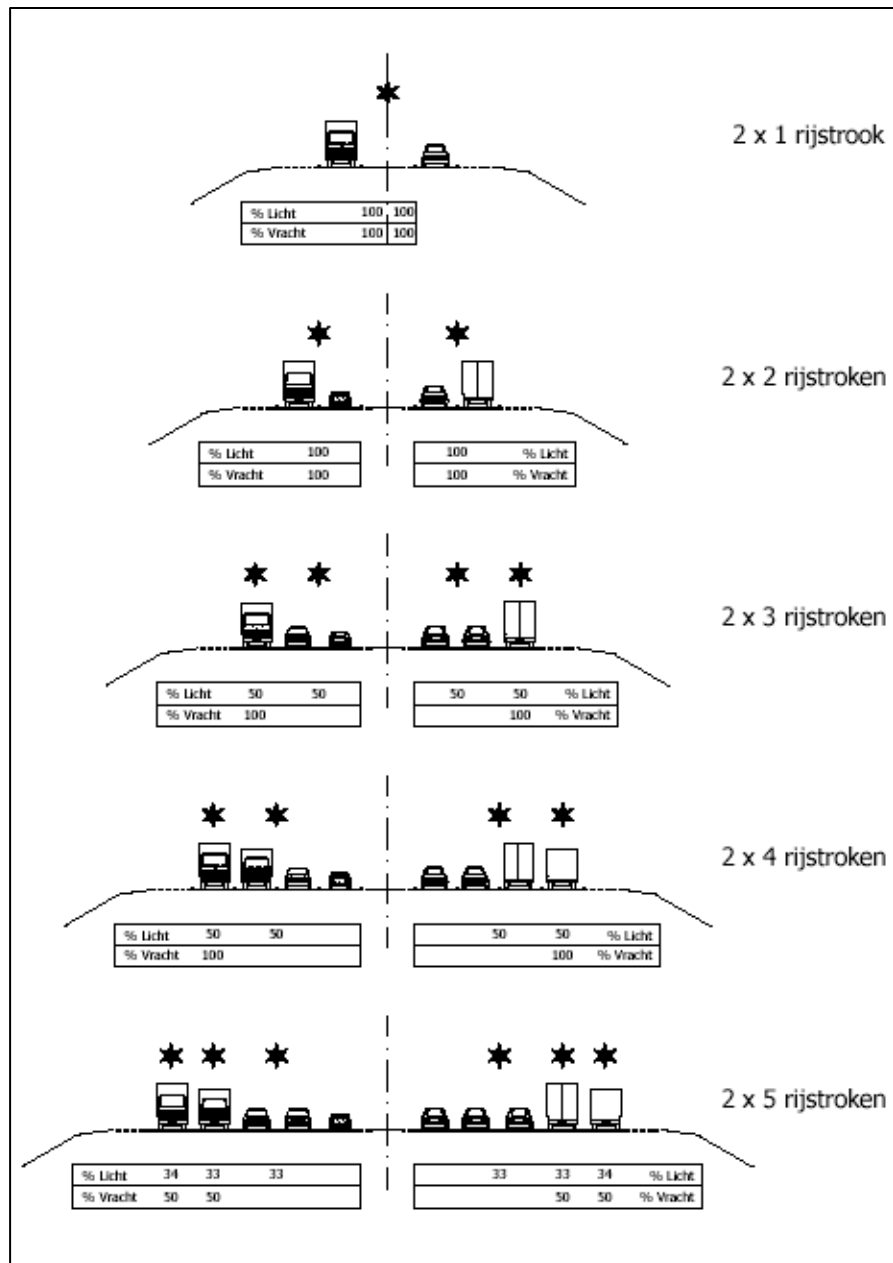 2 x 1 rijstrook
% Licht 100 100
% Vracht 100 100
2 x 2 rijstroken
% Licht 100 100 % Licht
% Vracht 100 100 % Vracht
2 x 3 rijstroken
% Licht 50 50 50 50 % Licht
% Vracht 100 100 % Vracht
2 x 4 rijstroken
% Licht 50 50 50 50 % Licht
% Vracht 100 100 % Vracht
2 x 5 rijstroken
% Licht 34 33 33 33 33 34 % Licht
% Vracht 50 50 50 50 % Vracht